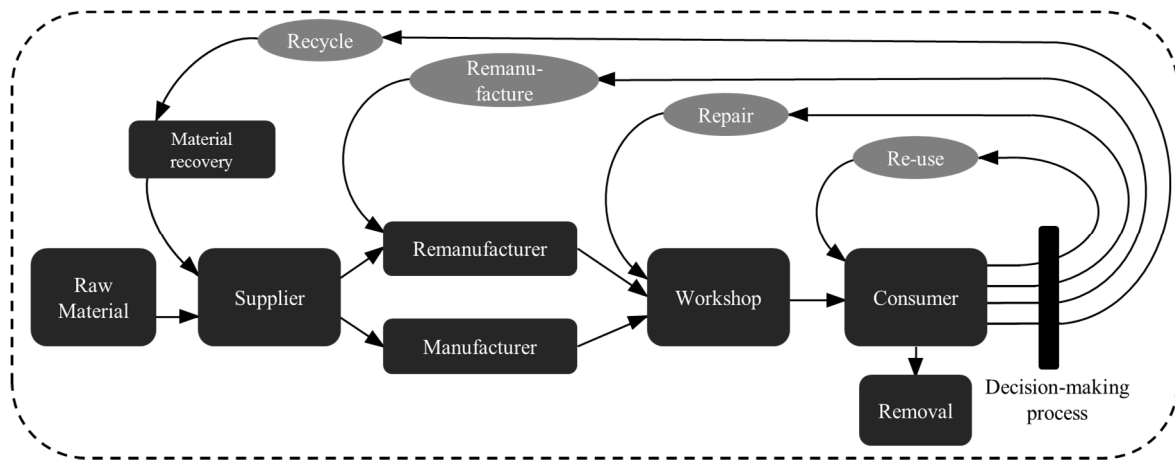 Recycle
Remanu-
facture
Repair
Re-use
Material
recovery
Raw
Material
Supplier
Remanufacturer
Manufacturer
Workshop
Consumer
Removal
Decision-making
process